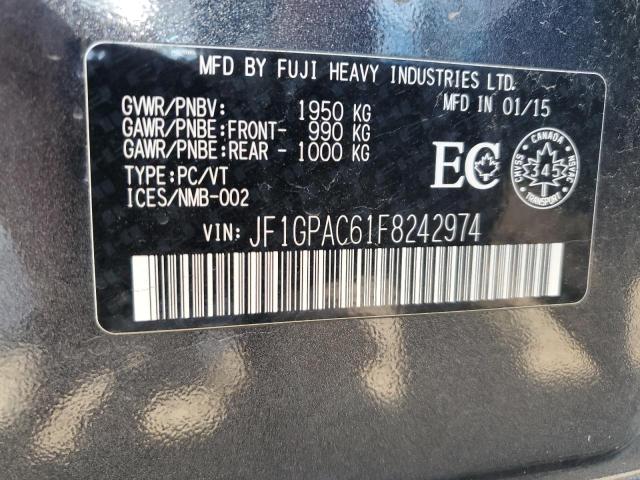 MFD BY FUJI HEAVY INDUSTRIES LTD.
MFD IN 01/15
GVWR/PNBV: 1950 KG
GAWR/PNBE:FRONT- 990 KG
GAWR/PNBE:REAR - 1000 KG
TYPE:PC/VT
ICES/NMB-002
EC
CANADA
CMVSS
NSVAC
345
TRANSPORT
VIN: JF1GPAC61F8242974